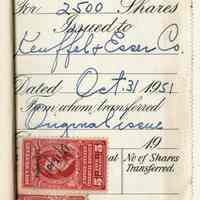 For 2500 Shares
Issued to
Keuffel & Esser Co.
Dated Oct. 31 1951
From whom transferred
Original issue
19
al No of Shares
Transferred.